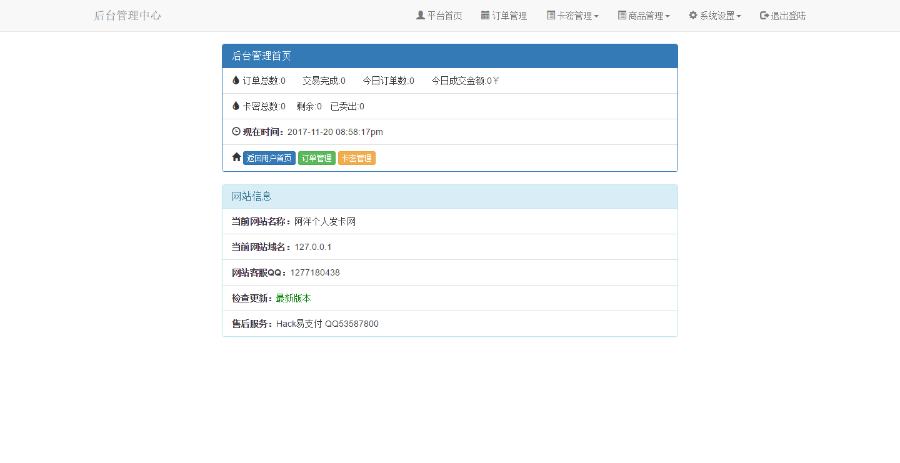 后台管理中心 平台首页 订单管理 卡密管理 商品管理 系统设置 退出登陆
后台管理首页
订单总数:0 交易完成:0 今日订单数:0 今日成交金额:0￥
卡密总数:0 剩余:0 已卖出:0
现在时间：2017-11-20 08:58:17pm
返回用户首页 订单管理 卡密管理
网站信息
当前网站名称：阿洋个人发卡网
当前网站域名：127.0.0.1
网站客服QQ：1277180438
检查更新：最新版本
售后服务：Hack易支付 QQ53587800